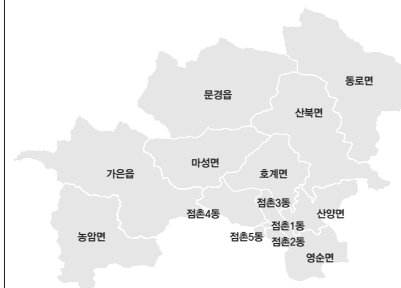 동로면
문경읍
산북면
마성면
가은읍
호계면
점촌3동
점촌4동
산양면
점촌1동
농암면
점촌5동
점촌2동
영순면